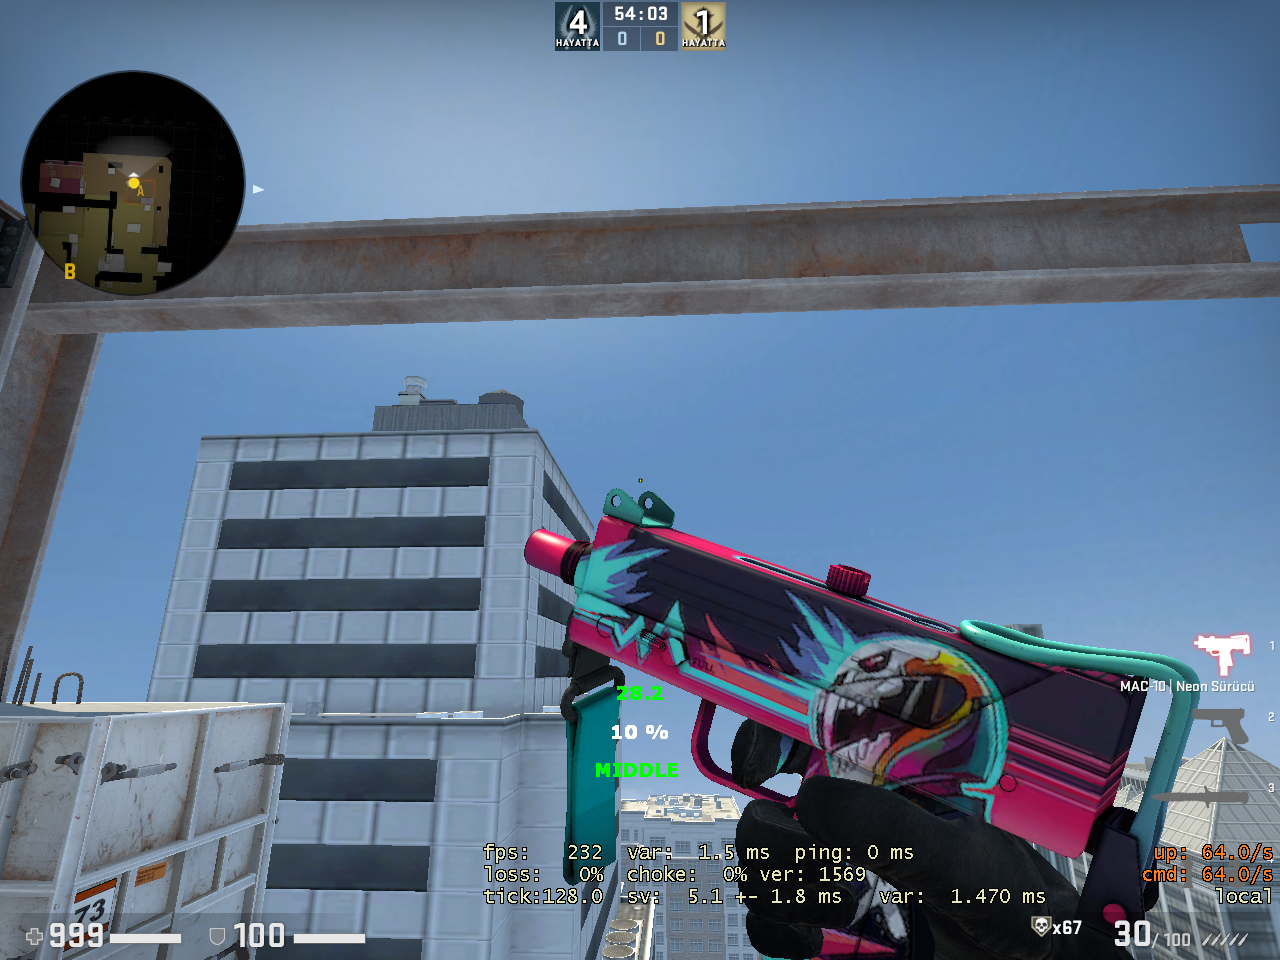 4
HAYATTA
54:03
0 0
1
HAYATTA
A
B
MAC-10 | Neon Sürücü
1
2
3
FULL
28.2
10 %
MIDDLE
fps: 232 var: 1.5 ms ping: 0 ms
loss: 0% choke: 0% ver: 1569
tick:128.0 sv: 5.1 +- 1.8 ms var: 1.470 ms
up: 64.0/s
cmd: 64.0/s
local
73
999
100
x67
30/100